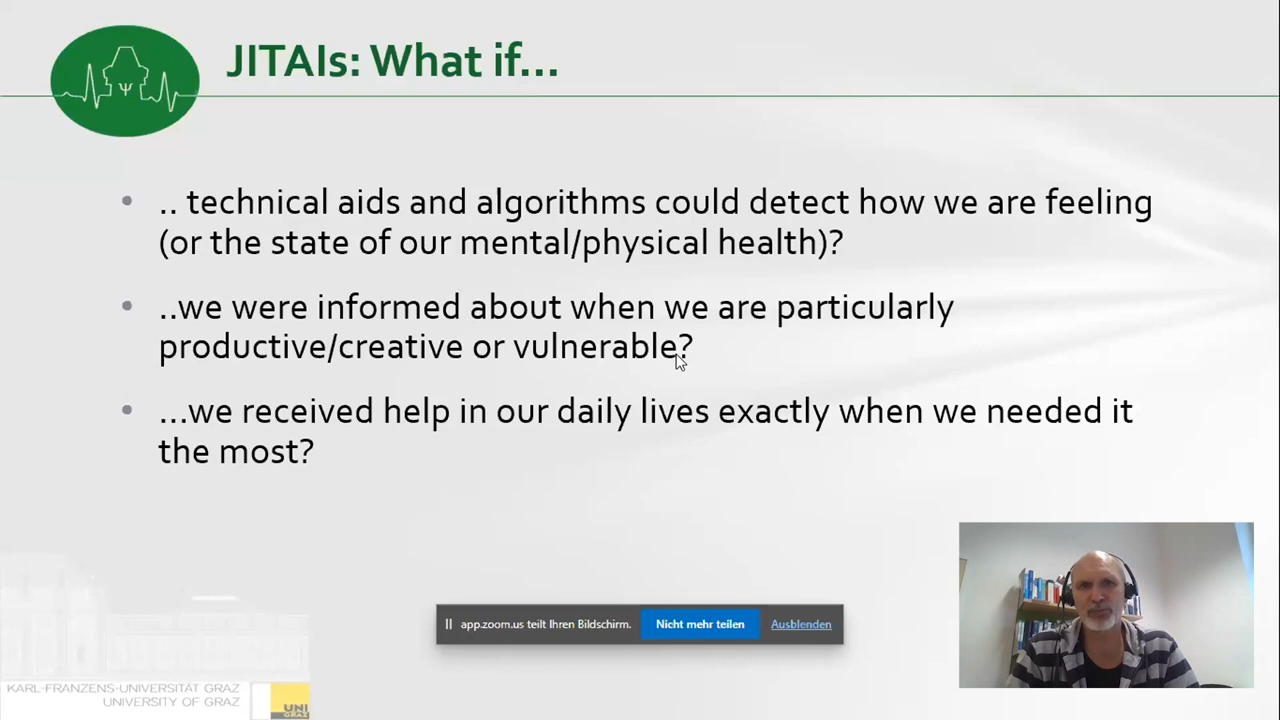 JITAIs: What if...
.. technical aids and algorithms could detect how we are feeling
(or the state of our mental/physical health)?
..we were informed about when we are particularly
productive/creative or vulnerable?
...we received help in our daily lives exactly when we needed it
the most?
app.zoom.us teilt Ihren Bildschirm.
Nicht mehr teilen
Ausblenden
KARL-FRANZENS-UNIVERSITÄT GRAZ
UNIVERSITY OF GRAZ
UNI
GRAZ
Ψ